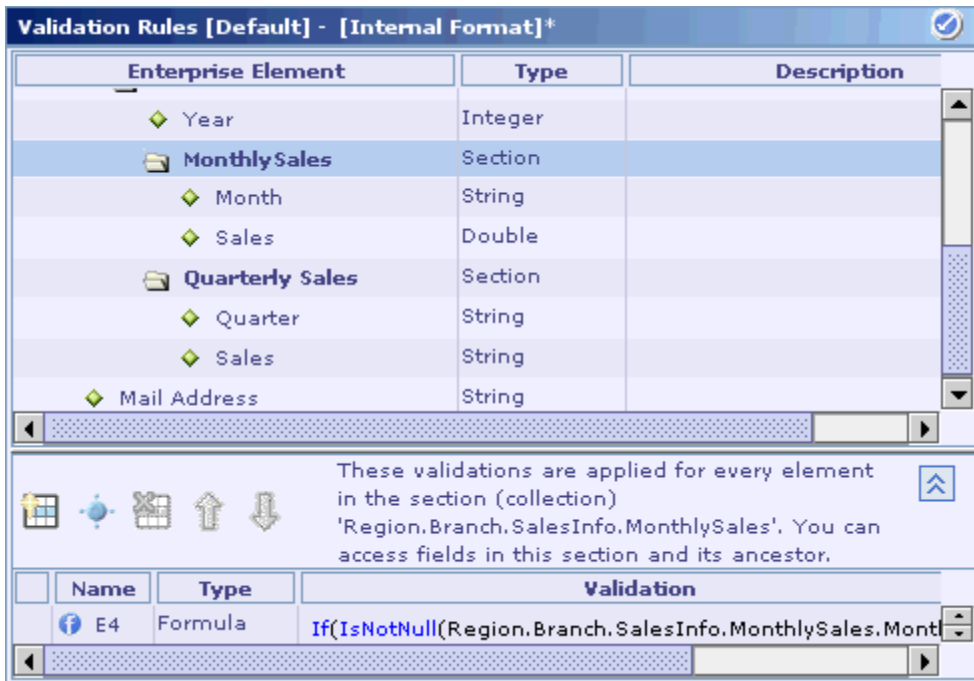 Validation Rules [Default] - [Internal Format]*
Enterprise Element Type Description
Year Integer
MonthlySales Section
Month String
Sales Double
Quarterly Sales Section
Quarter String
Sales String
Mail Address String
These validations are applied for every element
in the section (collection)
'Region.Branch.SalesInfo.MonthlySales'. You can
access fields in this section and its ancestor.
Name Type Validation
E4 Formula If(IsNotNull(Region.Branch.SalesInfo.MonthlySales.Mont